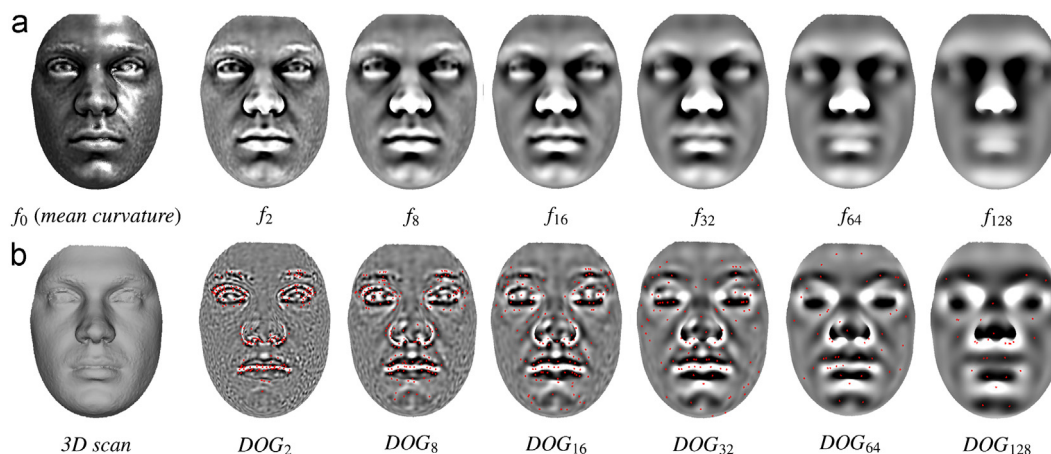 a
f₀ (mean curvature) f₂ f₈ f₁₆ f₃₂ f₆₄ f₁₂₈
b
3D scan DOG₂ DOG₈ DOG₁₆ DOG₃₂ DOG₆₄ DOG₁₂₈